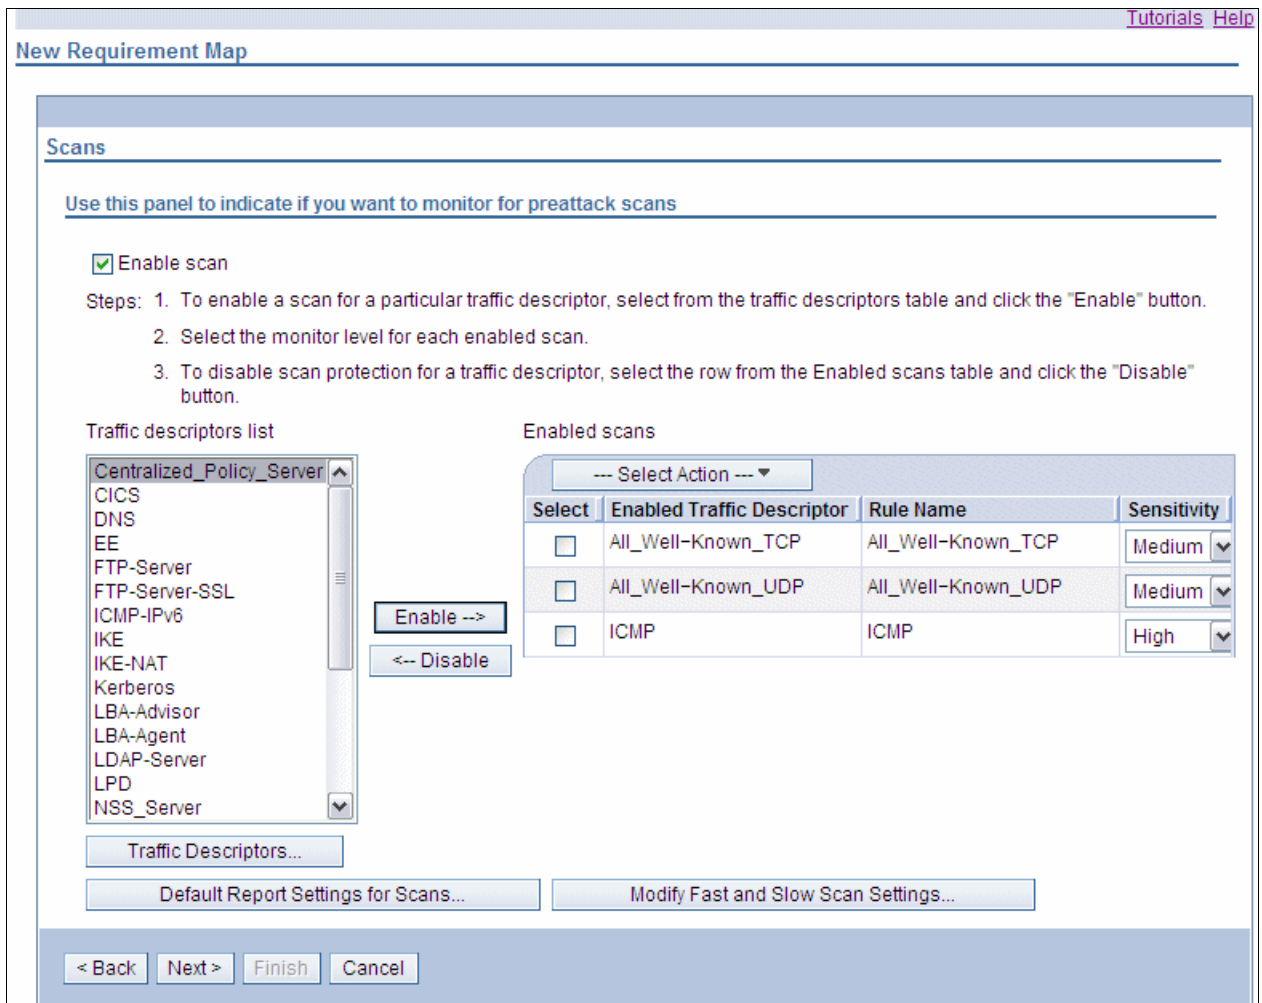 Tutorials Help
New Requirement Map
Scans
Use this panel to indicate if you want to monitor for preattack scans
Enable scan
Steps: 1. To enable a scan for a particular traffic descriptor, select from the traffic descriptors table and click the "Enable" button.
2. Select the monitor level for each enabled scan.
3. To disable scan protection for a traffic descriptor, select the row from the Enabled scans table and click the "Disable"
button.
Traffic descriptors list
Centralized_Policy_Server
CICS
DNS
EE
FTP-Server
FTP-Server-SSL
ICMP-IPv6
IKE
IKE-NAT
Kerberos
LBA-Advisor
LBA-Agent
LDAP-Server
LPD
NSS_Server
Enable -->
<-- Disable
Enabled scans
--- Select Action ---
Select Enabled Traffic Descriptor Rule Name Sensitivity
All_Well-Known_TCP All_Well-Known_TCP Medium
All_Well-Known_UDP All_Well-Known_UDP Medium
ICMP ICMP High
Traffic Descriptors...
Default Report Settings for Scans... Modify Fast and Slow Scan Settings...
< Back Next > Finish Cancel